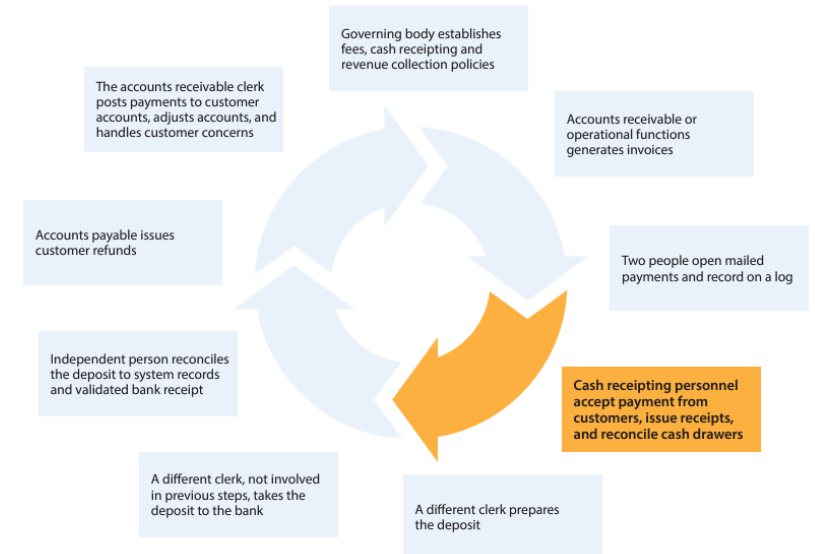 Governing body establishes
fees, cash receipting and
revenue collection policies
Accounts receivable or
operational functions
generates invoices
Two people open mailed
payments and record on a log
Cash receipting personnel
accept payment from
customers, issue receipts,
and reconcile cash drawers
A different clerk prepares
the deposit
A different clerk, not involved
in previous steps, takes the
deposit to the bank
Independent person reconciles
the deposit to system records
and validated bank receipt
Accounts payable issues
customer refunds
The accounts receivable clerk
posts payments to customer
accounts, adjusts accounts, and
handles customer concerns